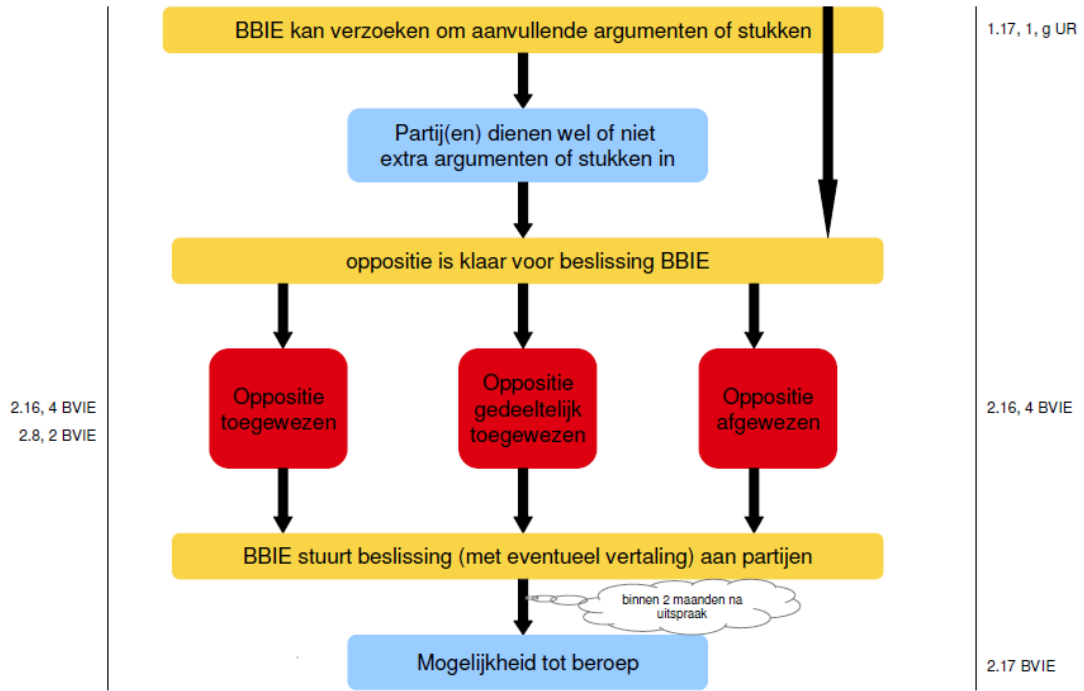 BBIE kan verzoeken om aanvullende argumenten of stukken
1.17, 1, g UR
Partij(en) dienen wel of niet
extra argumenten of stukken in
oppositie is klaar voor beslissing BBIE
2.16, 4 BVIE
2.8, 2 BVIE
Oppositie
toegewezen
Oppositie
gedeeltelijk
toegewezen
Oppositie
afgewezen
2.16, 4 BVIE
BBIE stuurt beslissing (met eventueel vertaling) aan partijen
binnen 2 maanden na
uitspraak
Mogelijkheid tot beroep
2.17 BVIE